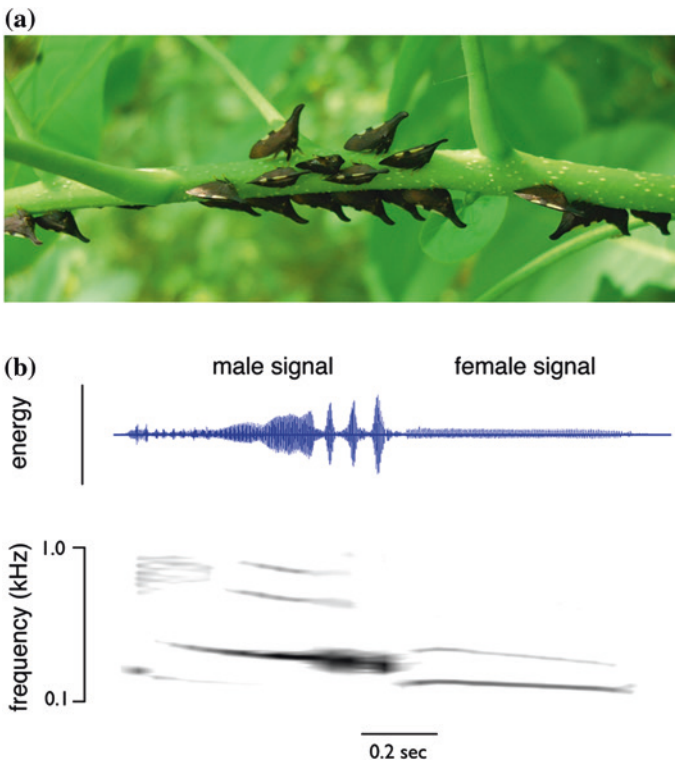 (a)
(b)
male signal
female signal
energy
1.0
frequency (kHz)
0.1
0.2 sec